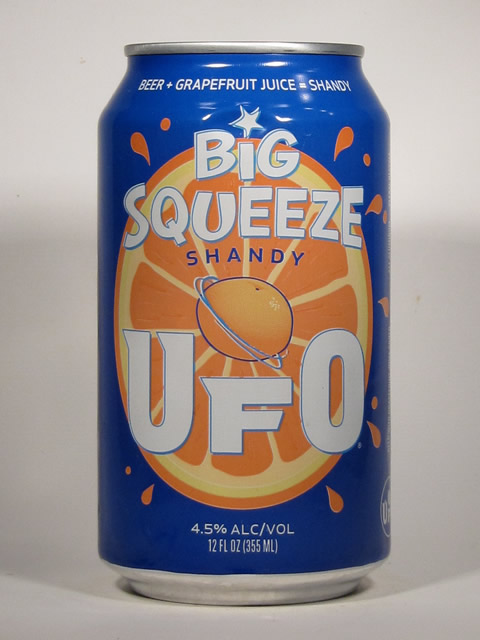 BEER + GRAPEFRUIT JUICE = SHANDY
BiG
SQUEEZE
SHANDY
UFO
4.5% ALC/VOL
12 FL OZ (355 ML)